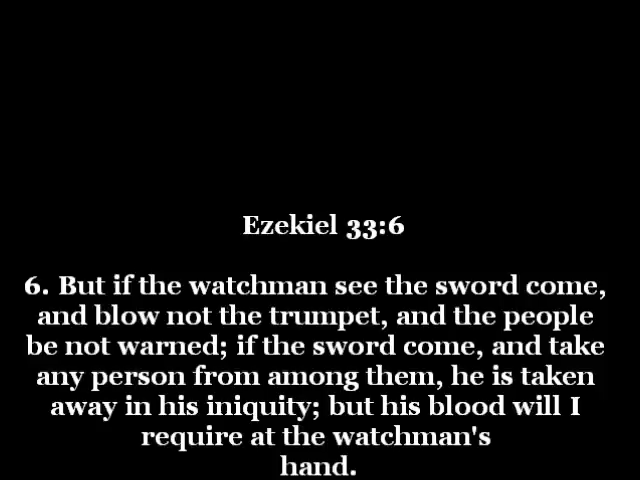 Ezekiel 33:6
6. But if the watchman see the sword come,
and blow not the trumpet, and the people
be not warned; if the sword come, and take
any person from among them, he is taken
away in his iniquity; but his blood will I
require at the watchman's
hand.